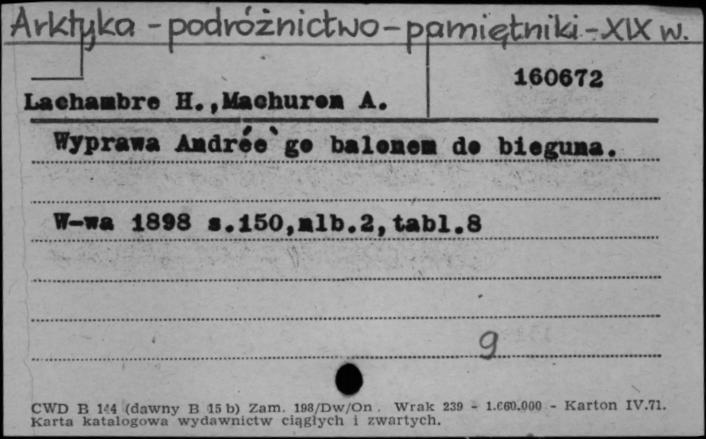 Arktyka - podróżnictwo - pamiętniki - XIX w.
160672
Lachambre H.,Machuron A.
Wyprawa Andrée`go balonem do bieguna.
W-wa 1898 s.150,nlb.2,tabl.8
9
CWD B 144 (dawny B 15 b) Zam. 198/Dw/On. Wrak 239 - 1.660.000 - Karton IV.71.
Karta katalogowa wydawnictw ciągłych i zwartych.